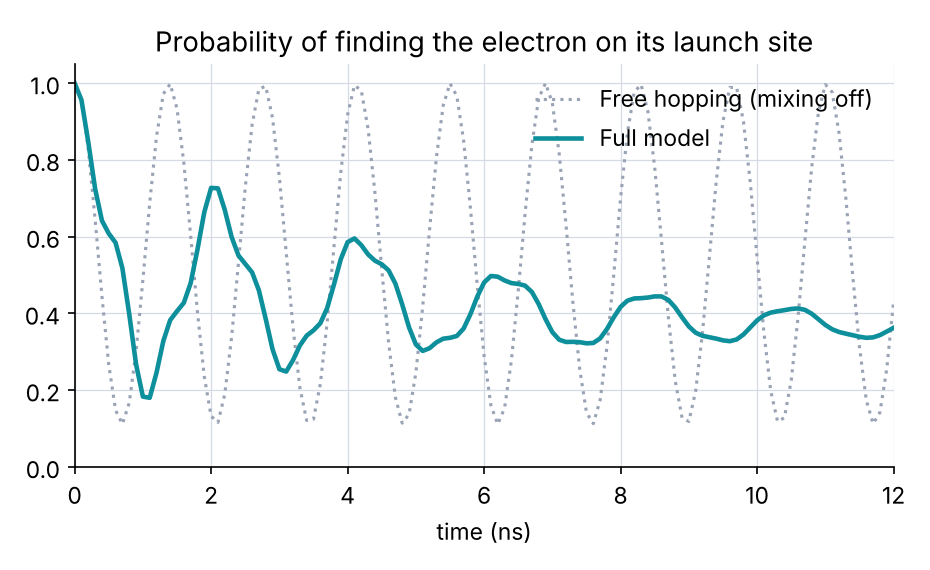 Probability of finding the electron on its launch site
1.0
0.8
0.6
0.4
0.2
0.0
Free hopping (mixing off)
Full model
0 2 4 6 8 10 12
time (ns)